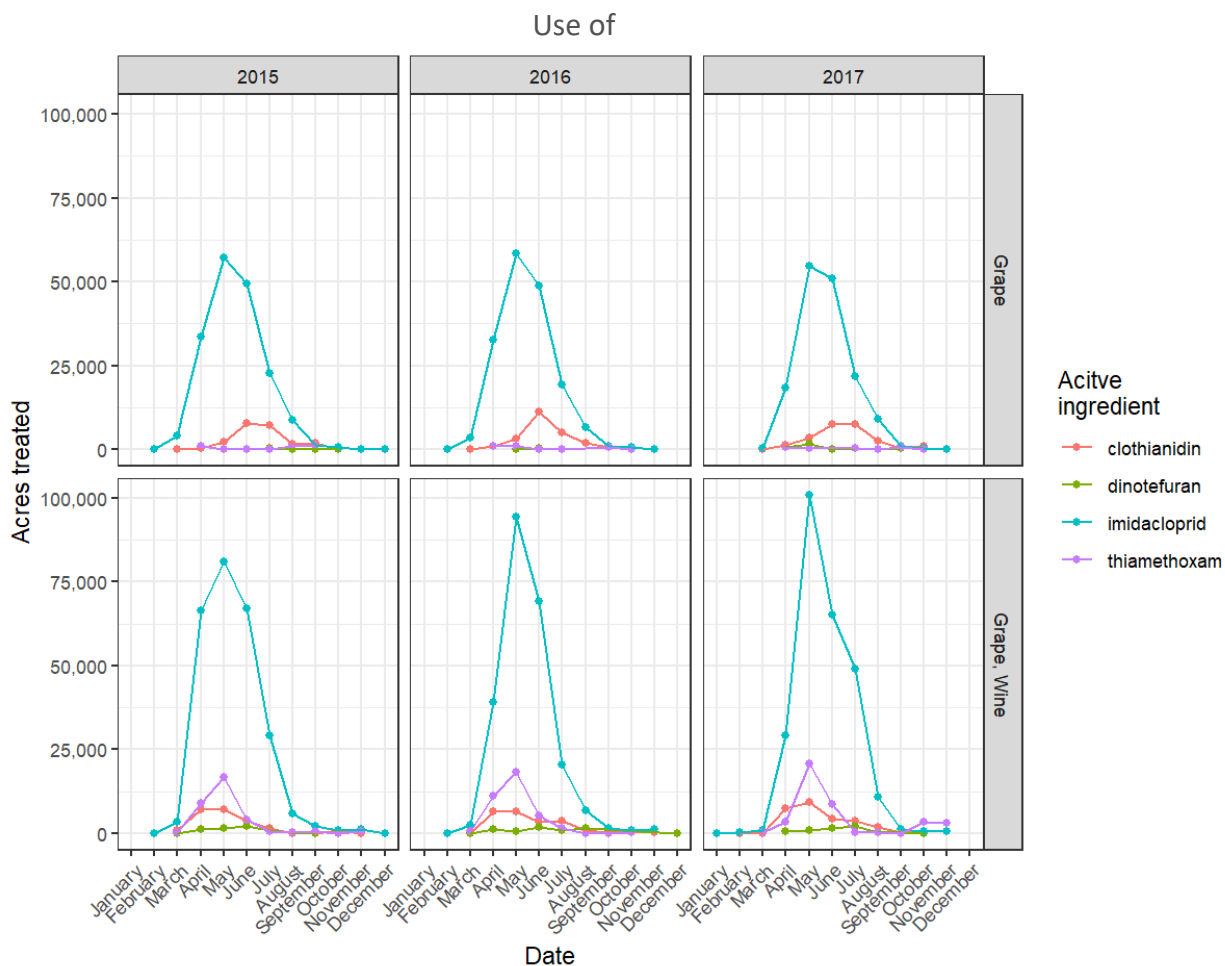 Use of
2015
2016
2017
100,000
75,000
50,000
25,000
0
Grape
100,000
75,000
50,000
25,000
0
Grape, Wine
Acres treated
January
February
March
April
May
June
July
August
September
October
November
December
January
February
March
April
May
June
July
August
September
October
November
December
January
February
March
April
May
June
July
August
September
October
November
December
Date
Acitve
ingredient
clothianidin
dinotefuran
imidacloprid
thiamethoxam